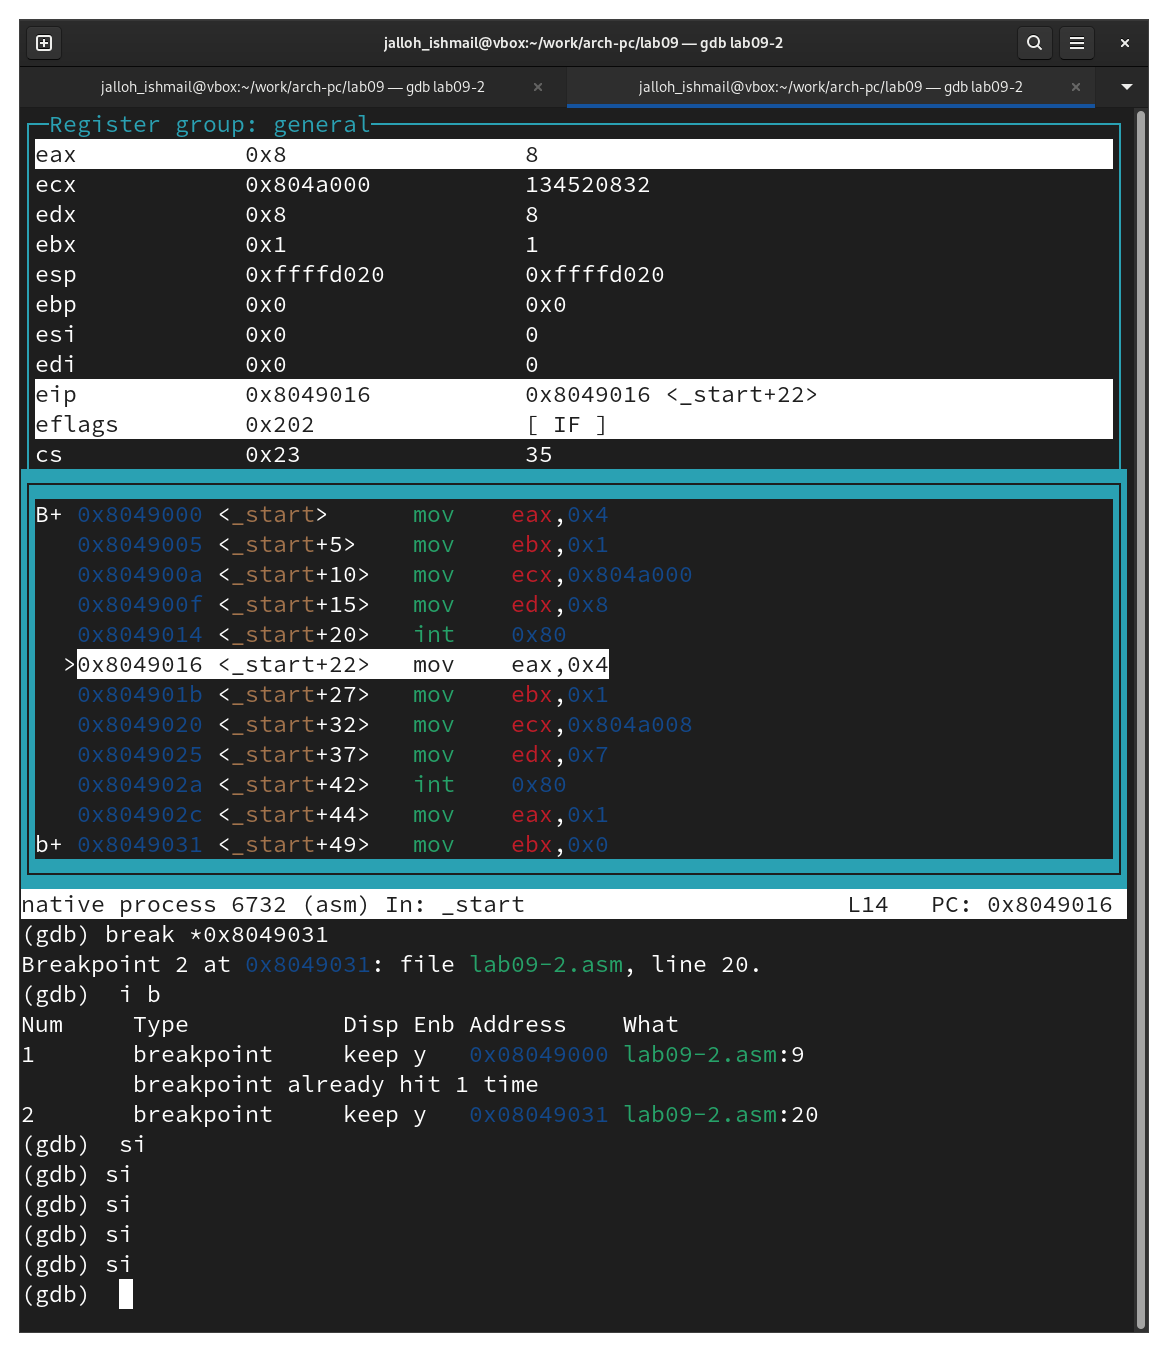 jalloh_ishmail@vbox:~/work/arch-pc/lab09 — gdb lab09-2
jalloh_ishmail@vbox:~/work/arch-pc/lab09 — gdb lab09-2 × jalloh_ishmail@vbox:~/work/arch-pc/lab09 — gdb lab09-2 ×
Register group: general
eax 0x8 8
ecx 0x804a000 134520832
edx 0x8 8
ebx 0x1 1
esp 0xffffd020 0xffffd020
ebp 0x0 0x0
esi 0x0 0
edi 0x0 0
eip 0x8049016 0x8049016 <_start+22>
eflags 0x202 [ IF ]
cs 0x23 35
B+ 0x8049000 <_start> mov eax,0x4
0x8049005 <_start+5> mov ebx,0x1
0x804900a <_start+10> mov ecx,0x804a000
0x804900f <_start+15> mov edx,0x8
0x8049014 <_start+20> int 0x80
>0x8049016 <_start+22> mov eax,0x4
0x804901b <_start+27> mov ebx,0x1
0x8049020 <_start+32> mov ecx,0x804a008
0x8049025 <_start+37> mov edx,0x7
0x804902a <_start+42> int 0x80
0x804902c <_start+44> mov eax,0x1
b+ 0x8049031 <_start+49> mov ebx,0x0
native process 6732 (asm) In: _start L14 PC: 0x8049016
(gdb) break *0x8049031
Breakpoint 2 at 0x8049031: file lab09-2.asm, line 20.
(gdb) i b
Num Type Disp Enb Address What
1 breakpoint keep y 0x08049000 lab09-2.asm:9
breakpoint already hit 1 time
2 breakpoint keep y 0x08049031 lab09-2.asm:20
(gdb) si
(gdb) si
(gdb) si
(gdb) si
(gdb) si
(gdb)